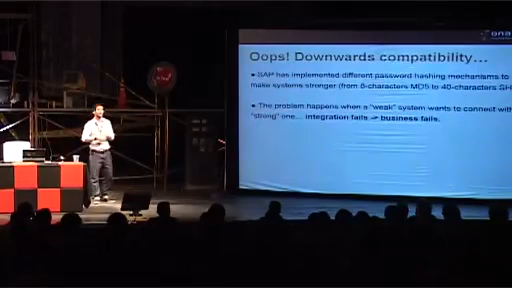 Oops! Downwards compatibility...
• SAP has implemented different password hashing mechanisms to
make systems stronger (from 8-characters MD5 to 40-characters SH
• The problem happens when a "weak" system wants to connect with
"strong" one... integration fails -> business fails.